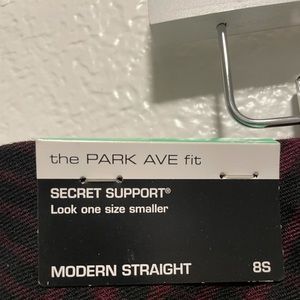 the PARK AVE fit
SECRET SUPPORT®
Look one size smaller
MODERN STRAIGHT 8S